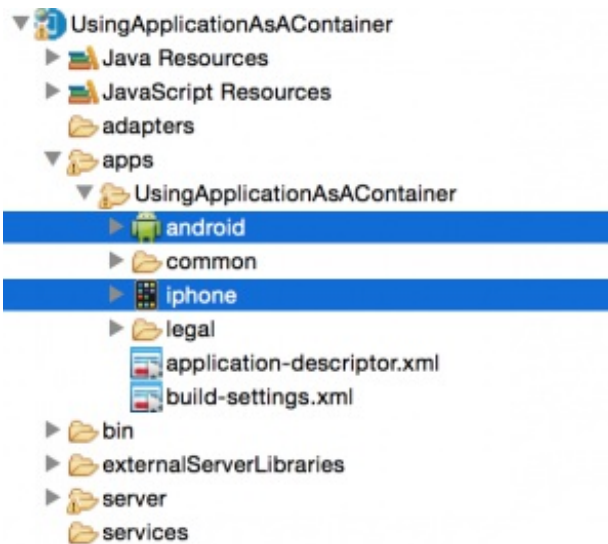 UsingApplicationAsAContainer
Java Resources
JavaScript Resources
adapters
apps
UsingApplicationAsAContainer
android
common
iphone
legal
application-descriptor.xml
build-settings.xml
bin
externalServerLibraries
server
services